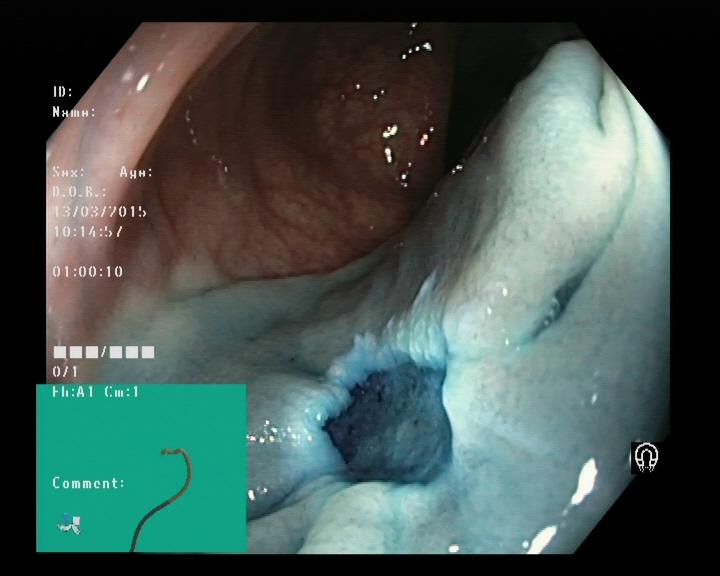 ID:
Name:
Sex: Age:
D.O.B.:
13/03/2015
10:14:57
01:00:10
■■■/■■■
0/1
Eh:A1 Cm:1
Comment: